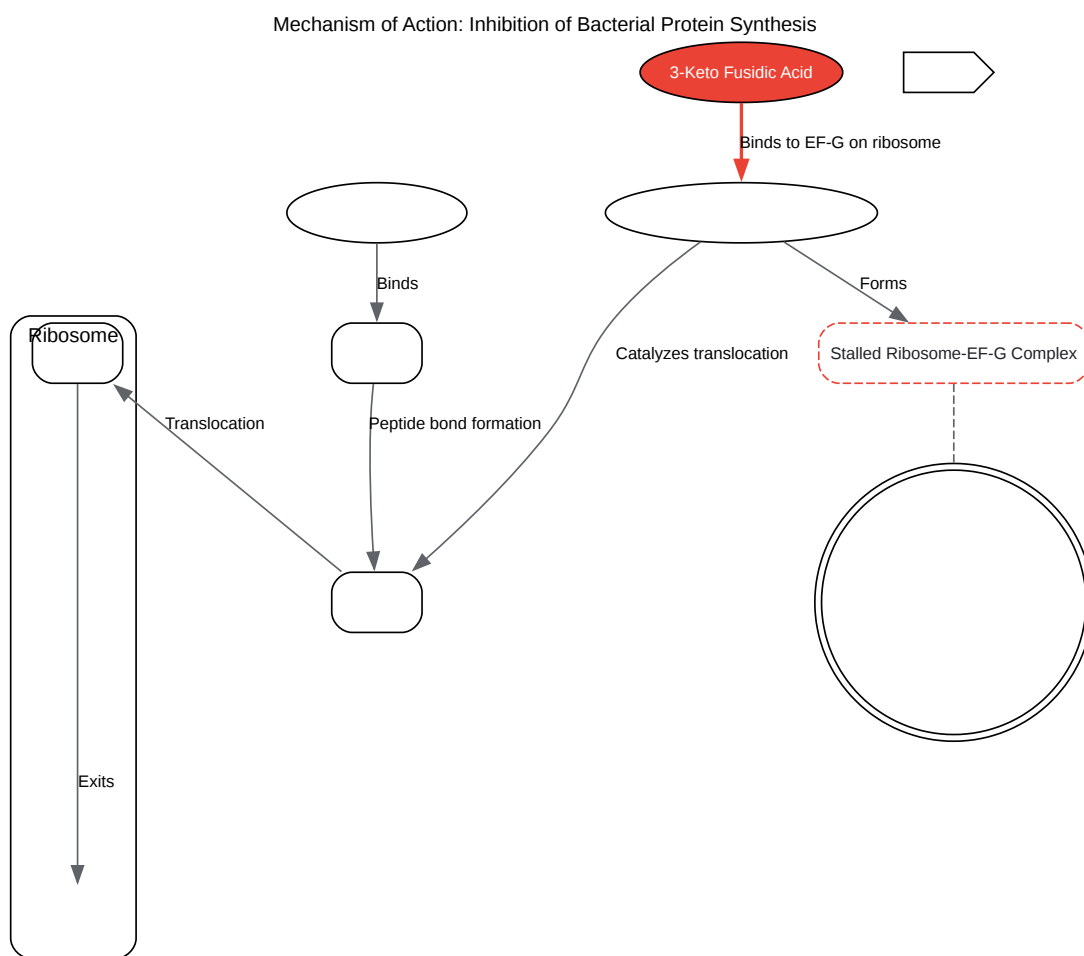 Mechanism of Action: Inhibition of Bacterial Protein Synthesis
3-Keto Fusidic Acid
Binds to EF-G on ribosome
Binds
Forms
Ribosome
Catalyzes translocation
Stalled Ribosome-EF-G Complex
Translocation
Peptide bond formation
Exits